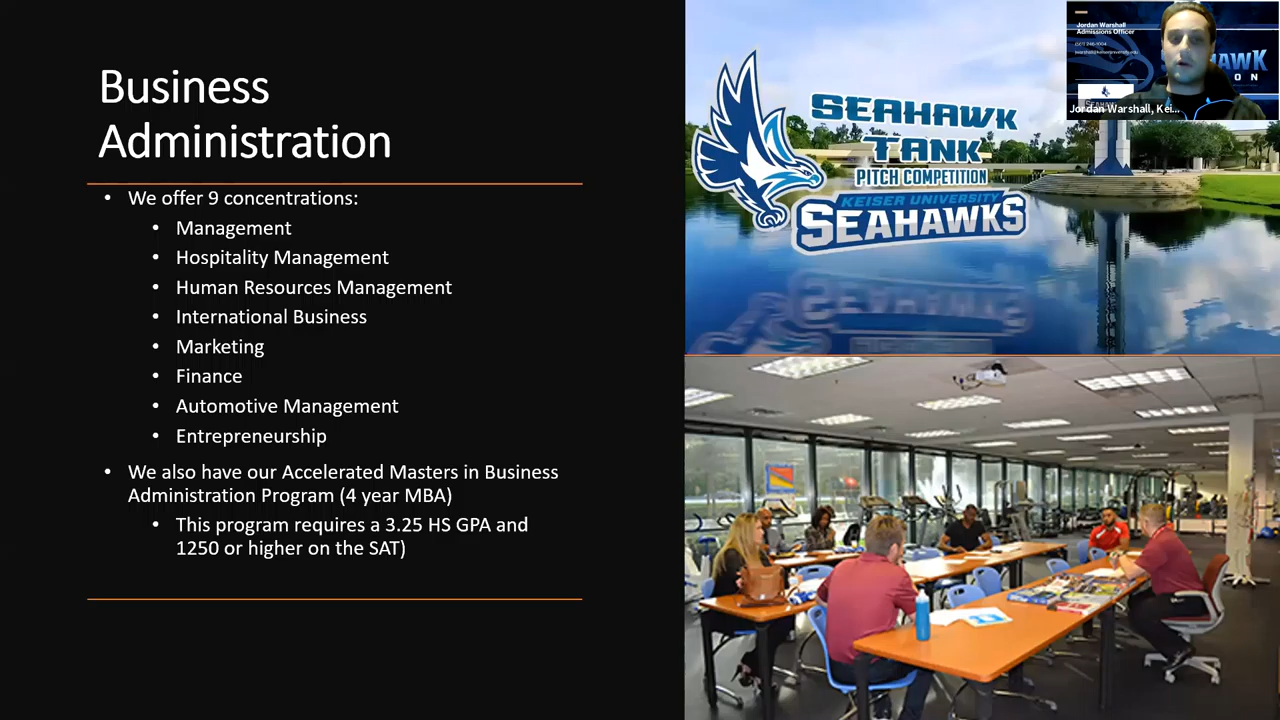 Business
Administration
• We offer 9 concentrations:
• Management
• Hospitality Management
• Human Resources Management
• International Business
• Marketing
• Finance
• Automotive Management
• Entrepreneurship
• We also have our Accelerated Masters in Business
Administration Program (4 year MBA)
• This program requires a 3.25 HS GPA and
1250 or higher on the SAT)
SEAHAWK
TANK
PITCH COMPETITION
KEISER UNIVERSITY
SEAHAWKS
Jordan Warshall
Admissions Officer
Jordan Warshall, Kei...